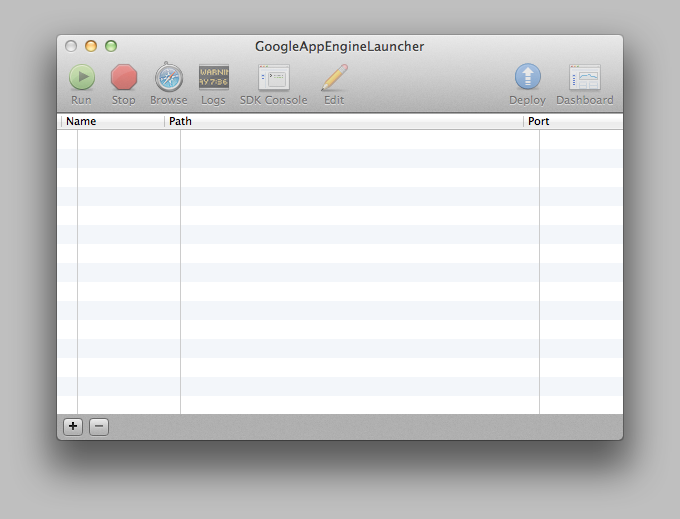 GoogleAppEngineLauncher
WARNIN
AY 7:36
Run Stop Browse Logs SDK Console Edit Deploy Dashboard
Name Path Port